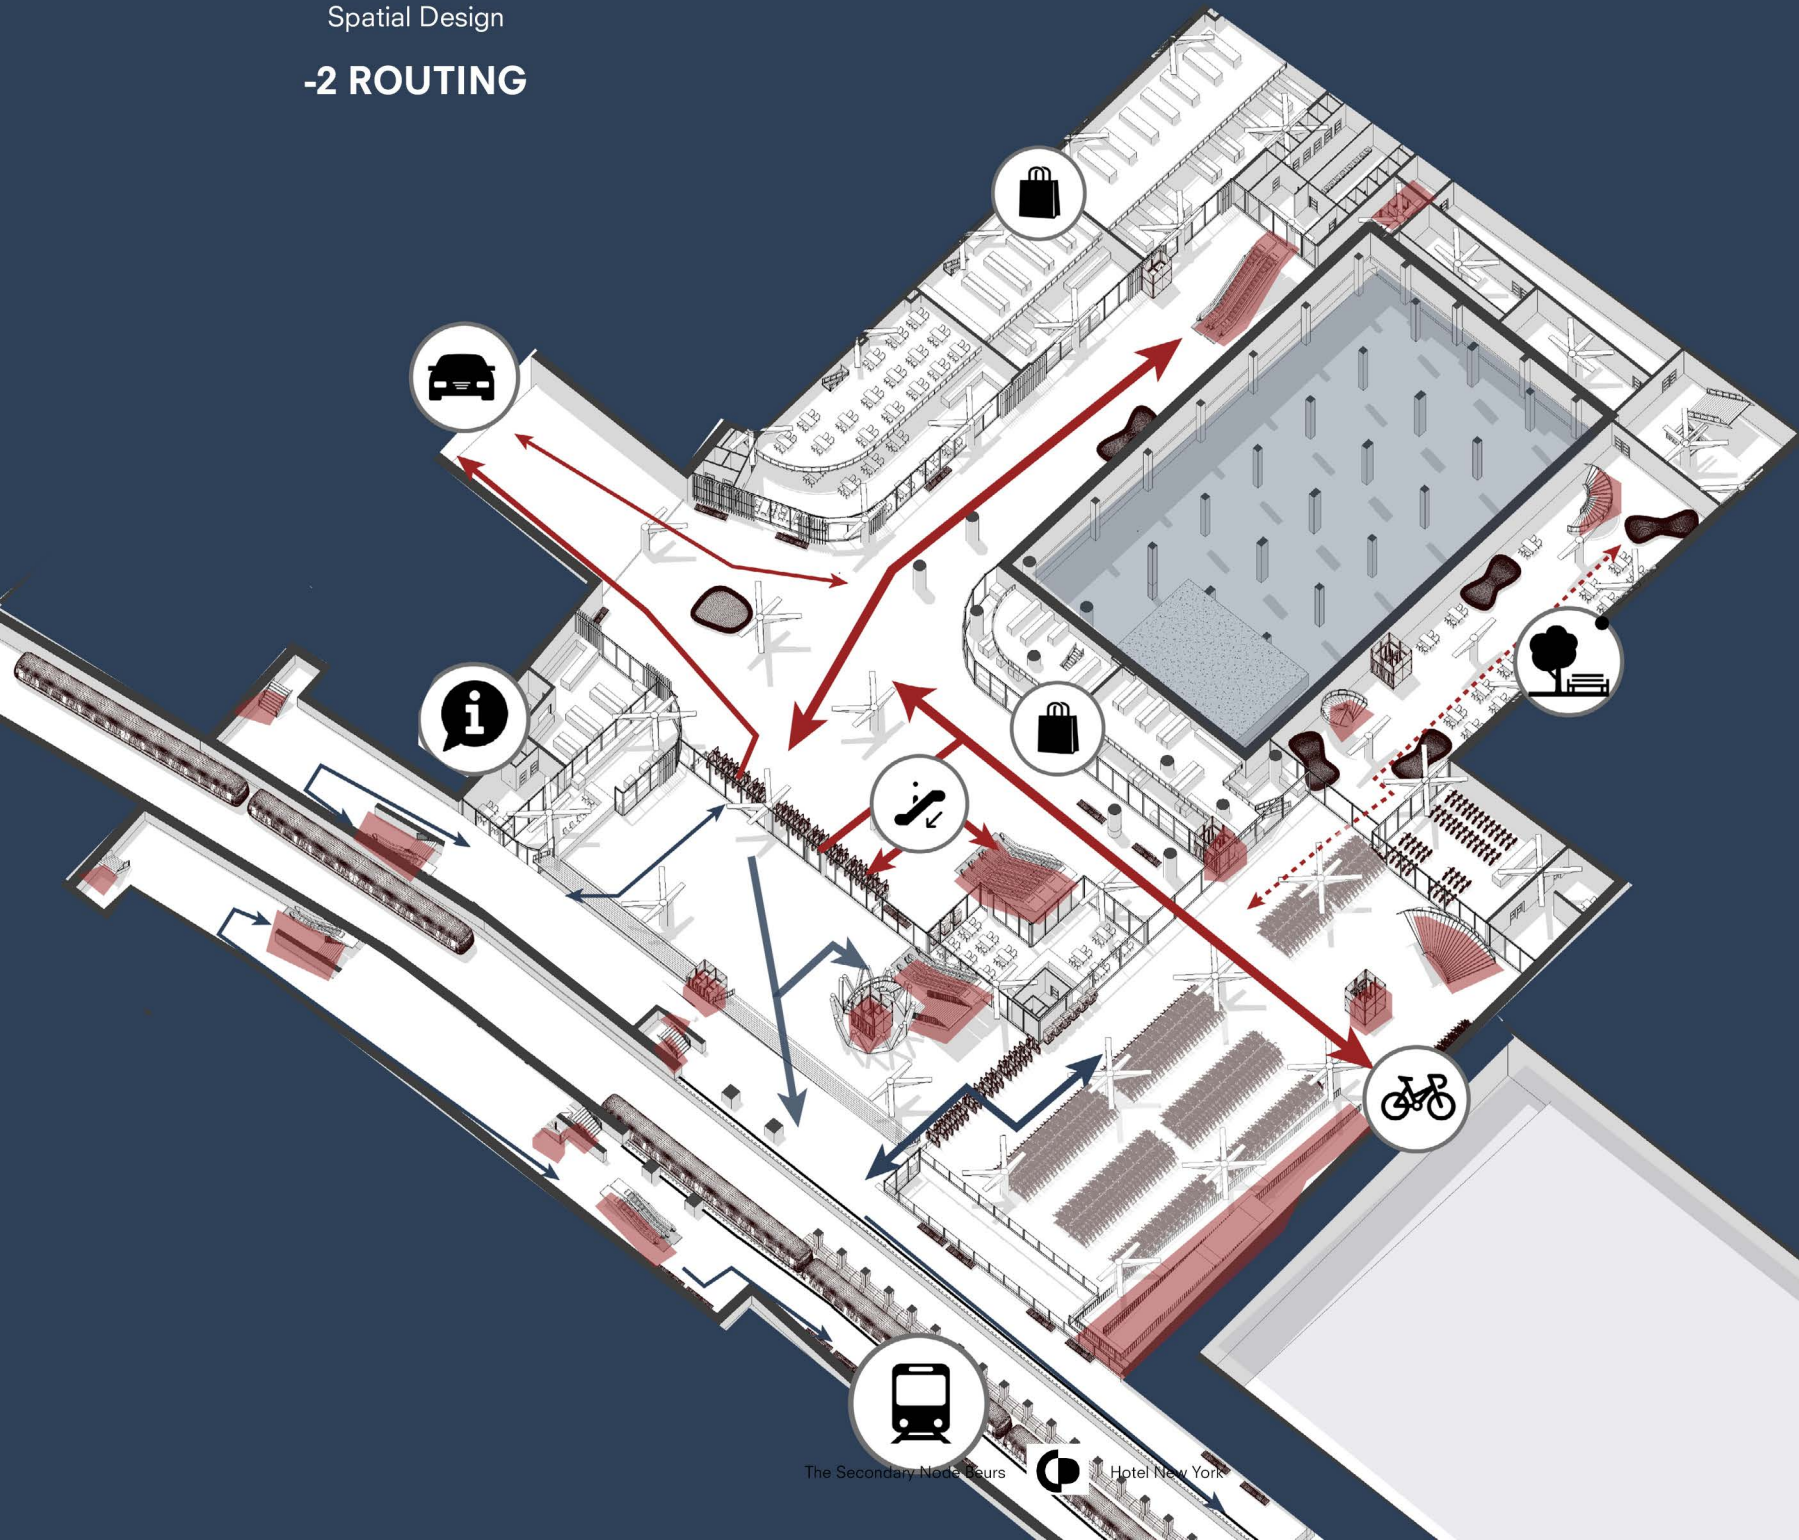 Spatial Design
-2 ROUTING
The Secondary Node Beurs
Hotel New York